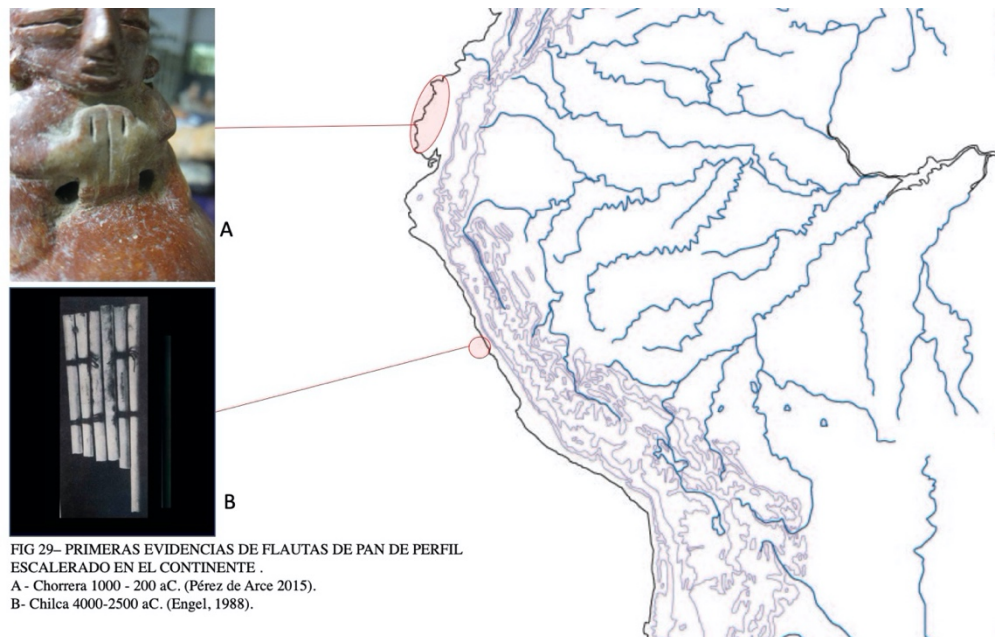 A
B
FIG 29– PRIMERAS EVIDENCIAS DE FLAUTAS DE PAN DE PERFIL
ESCALERADO EN EL CONTINENTE .
A - Chorrera 1000 - 200 aC. (Pérez de Arce 2015).
B- Chilca 4000-2500 aC. (Engel, 1988).